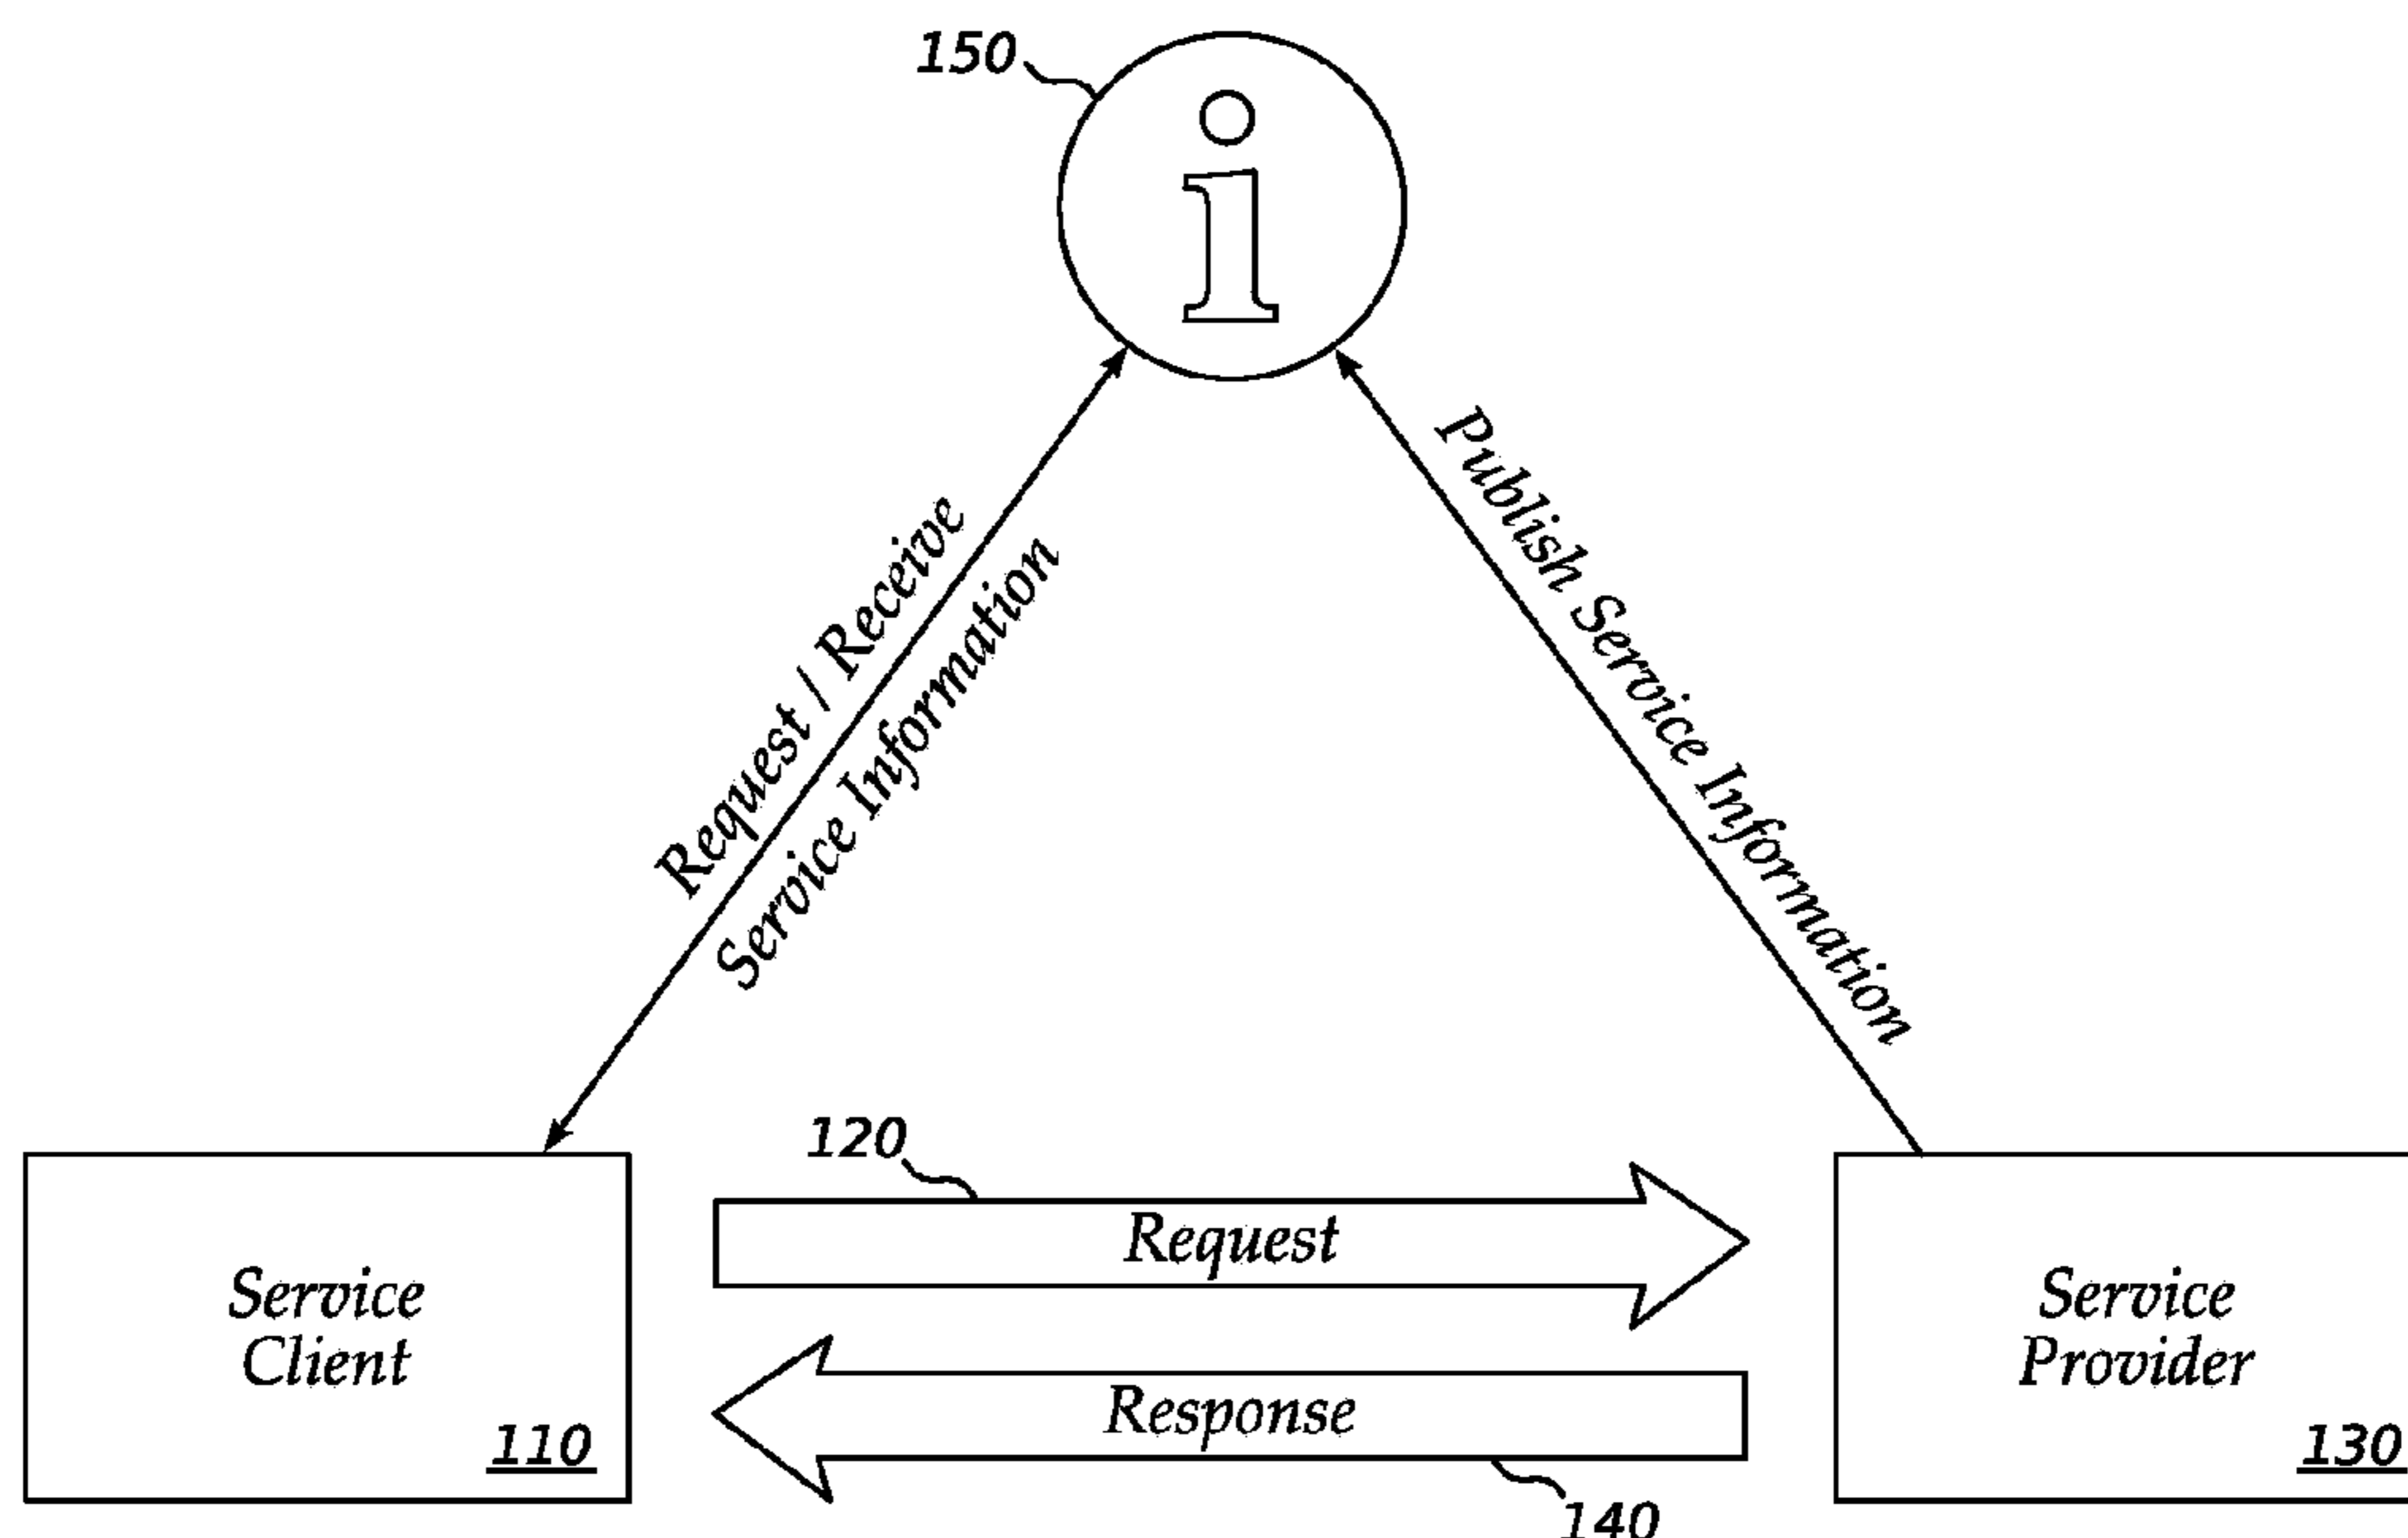 150
i
Request / Receive
Service Information
Publish Service Information
120
Request
Service
Client
110
Response
140
Service
Provider
130